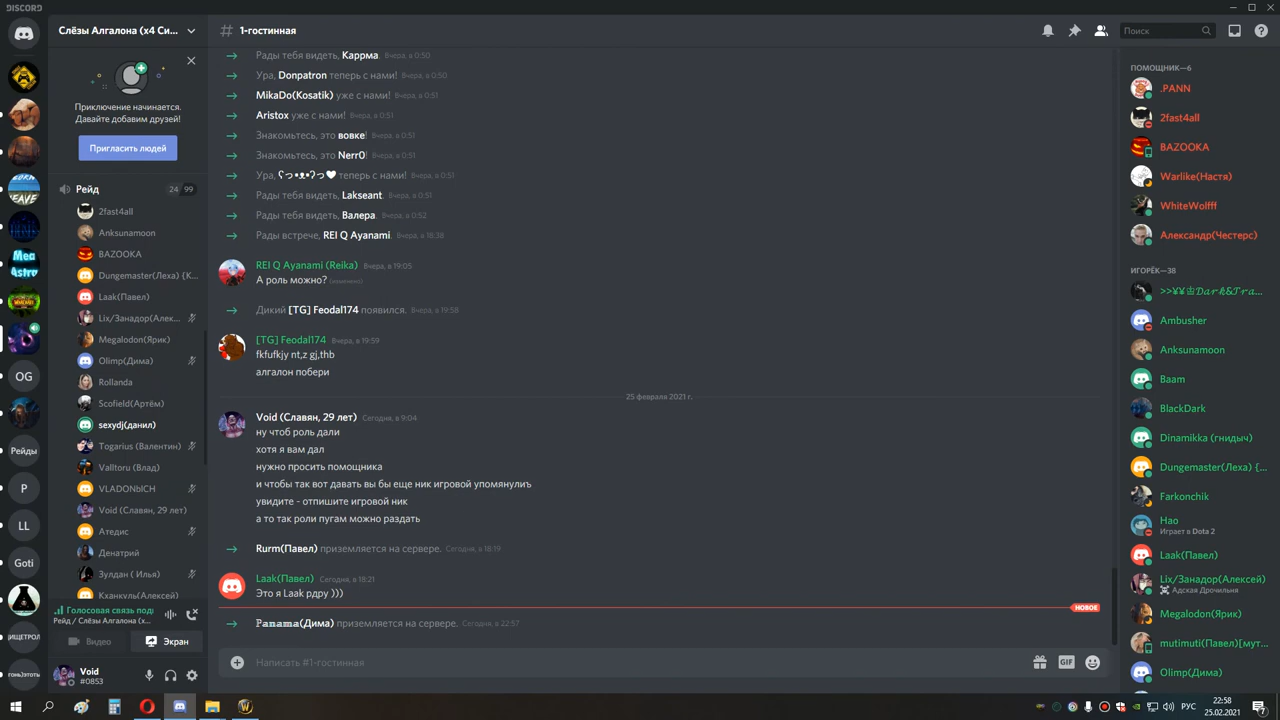 DISCORD
Слёзы Алгалона (x4 Си...
1-гостинная
Поиск
Приключение начинается.
Давайте добавим друзей!
Пригласить людей
Рейд 24 99
2fast4all
Anksunamoon
BAZOOKA
Dungemaster(Леха) {К...
Laak(Павел)
Lix/Занадор(Алек...
Megalodon(Ярик)
Olimp(Дима)
Rollanda
Scofield(Артём)
sexydj(данил)
Togarius (Валентин)
Valltoru (Влад)
VLADONbICH
Void (Славян, 29 лет)
Атедис
Денатрий
Зулдан ( Илья)
Кханкуль(Алексей)
Голосовая связь под
Рейд / Слёзы Алгалона (x...
Видео
Экран
Void
#0853
OG
Рейды
P
LL
Goti
ИЩЕТРОЛ
Рады тебя видеть, Каррма. Вчера, в 0:50
Ура, Donpatron теперь с нами! Вчера, в 0:50
MikaDo(Kosatik) уже с нами! Вчера, в 0:51
Aristox уже с нами! Вчера, в 0:51
Знакомьтесь, это вовке! Вчера, в 0:51
Знакомьтесь, это Nerr0! Вчера, в 0:51
Ура, ʕっ•ᴥ•ʔっ♥ теперь с нами! Вчера, в 0:51
Рады тебя видеть, Lakseant. Вчера, в 0:51
Рады тебя видеть, Валера. Вчера, в 0:52
Рады встрече, REI Q Ayanami. Вчера, в 18:38
REI Q Ayanami (Reika) Вчера, в 19:05
А роль можно? (изменено)
Дикий [TG] Feodal174 появился. Вчера, в 19:58
[TG] Feodal174 Вчера, в 19:59
fkfufkjy nt,z gj,thb
алгалон побери
25 февраля 2021 г.
Void (Славян, 29 лет) Сегодня, в 9:04
ну чтоб роль дали
хотя я вам дал
нужно просить помощника
и чтобы так вот давать вы бы еще ник игровой упомянулиъ
увидите - отпишите игровой ник
а то так роли пугам можно раздать
Rurm(Павел) приземляется на сервере. Сегодня, в 18:19
Laak(Павел) Сегодня, в 18:21
Это я Laak рдру )))
НОВОЕ
Panama(Дима) приземляется на сервере. Сегодня, в 22:57
Написать #1-гостинная
GIF
ПОМОЩНИК—6
.PANN
2fast4all
BAZOOKA
Warlike(Настя)
WhiteWolfff
Александр(Честерс)
ИГОРЁК—38
Ambusher
Anksunamoon
Baam
BlackDark
Dinamikka (гнидыч)
Dungemaster(Леха) {...
Farkonchik
Hao
Играет в Dota 2
Laak(Павел)
Lix/Занадор(Алексей)
Адская Дрочильня
Megalodon(Ярик)
mutimuti(Павел)[мут...
Olimp(Дима)
РУС
22:58
25.02.2021